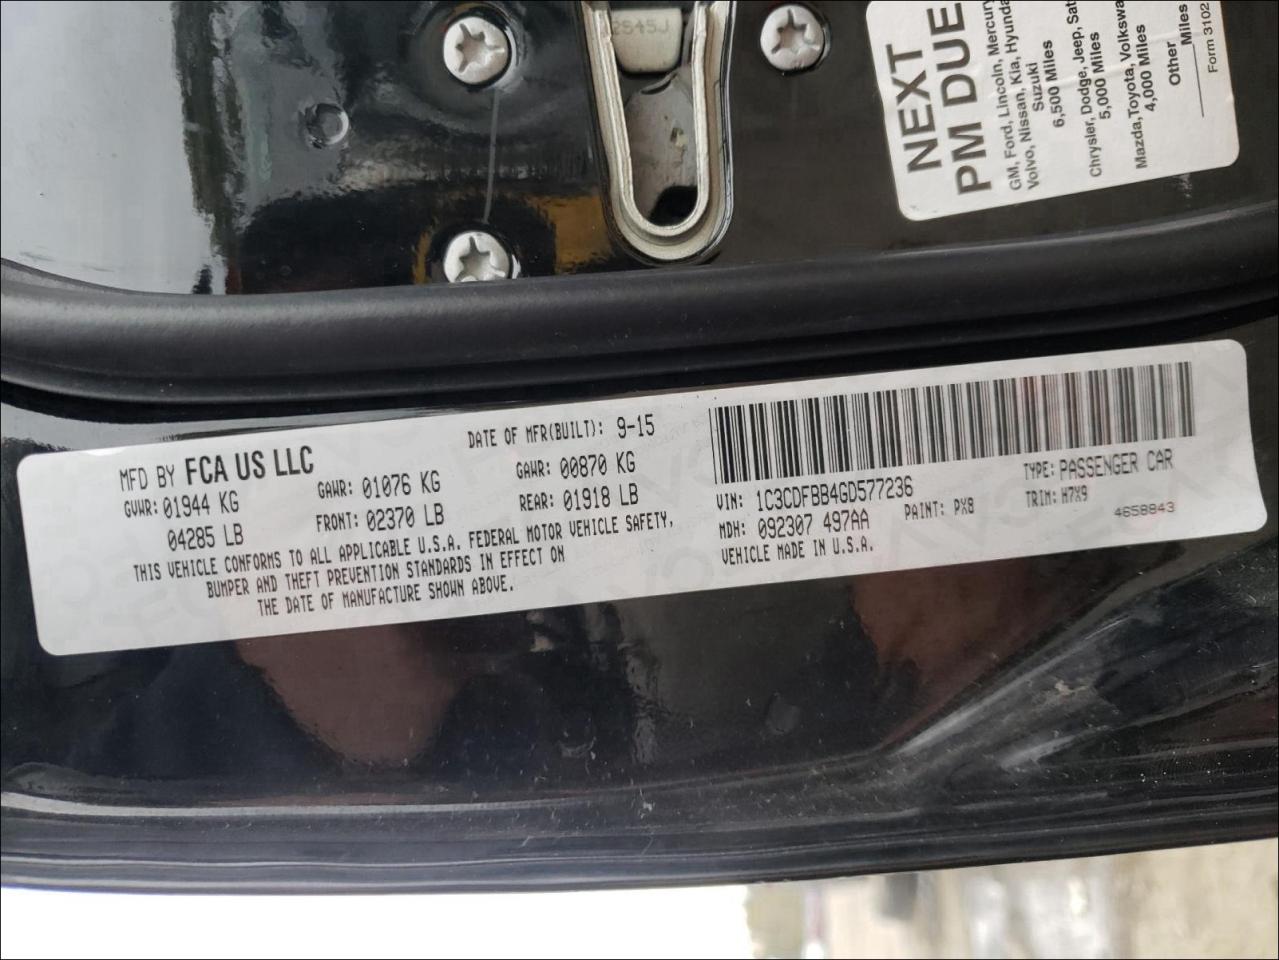 2545J
NEXT
PM DUE
GM, Ford, Lincoln, Mercury
Volvo, Nissan, Kia, Hyunda
Suzuki
6,500 Miles
Chrysler, Dodge, Jeep, Sat
5,000 Miles
Mazda, Toyota, Volkswa
4,000 Miles
Other
Miles
Form 3102
MFD BY FCA US LLC
DATE OF MFR(BUILT): 9-15
GVWR: 01944 KG
GAWR: 01076 KG
GAWR: 00870 KG
04285 LB
FRONT: 02370 LB
REAR: 01918 LB
THIS VEHICLE CONFORMS TO ALL APPLICABLE U.S.A. FEDERAL MOTOR VEHICLE SAFETY,
BUMPER AND THEFT PREVENTION STANDARDS IN EFFECT ON
THE DATE OF MANUFACTURE SHOWN ABOVE.
VIN: 1C3CDFBB4GD577236
TYPE: PASSENGER CAR
MDH: 092307 497AA
PAINT: PX8
TRIM: H7X9
VEHICLE MADE IN U.S.A.
4658843